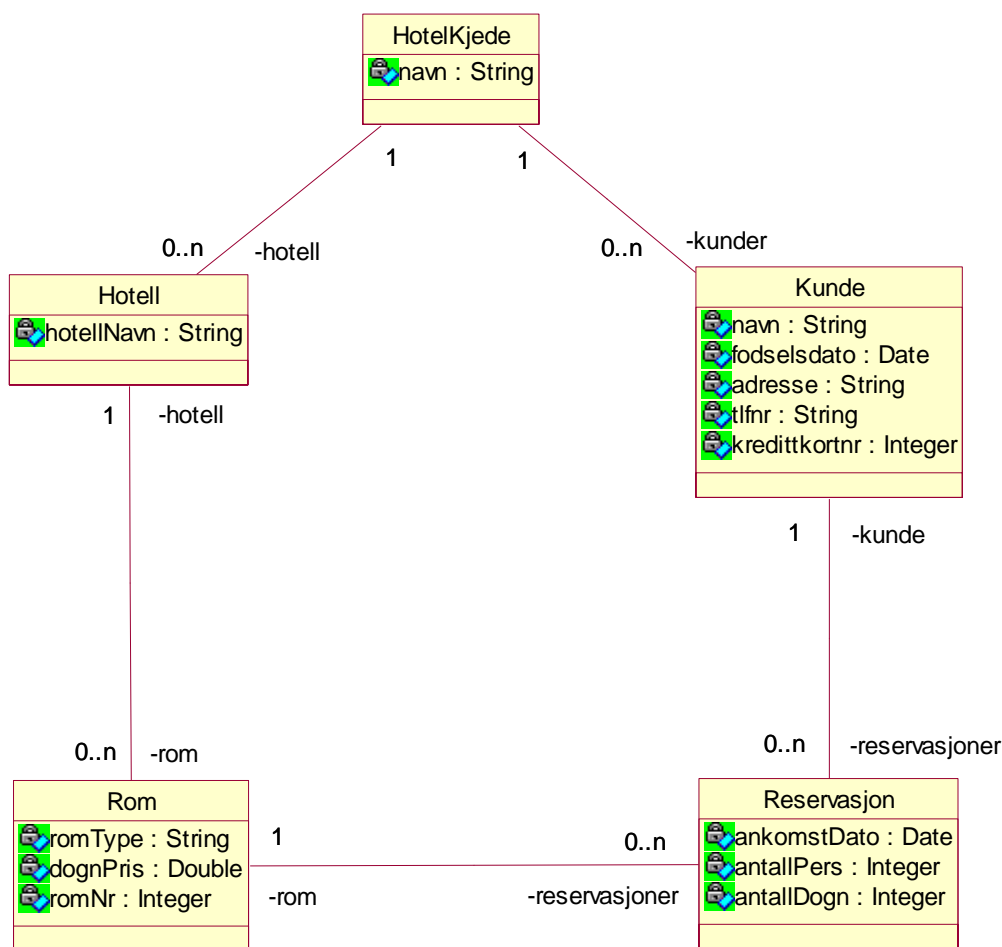 HotelKjede
navn : String
1
1
0..n
-hotell
0..n
-kunder
Hotell
hotellNavn : String
Kunde
navn : String
fodselsdato : Date
adresse : String
tlfnr : String
kredittkortnr : Integer
1
-hotell
1
-kunde
0..n
-rom
0..n
-reservasjoner
Rom
romType : String
dognPris : Double
romNr : Integer
1
-rom
0..n
-reservasjoner
Reservasjon
ankomstDato : Date
antallPers : Integer
antallDogn : Integer